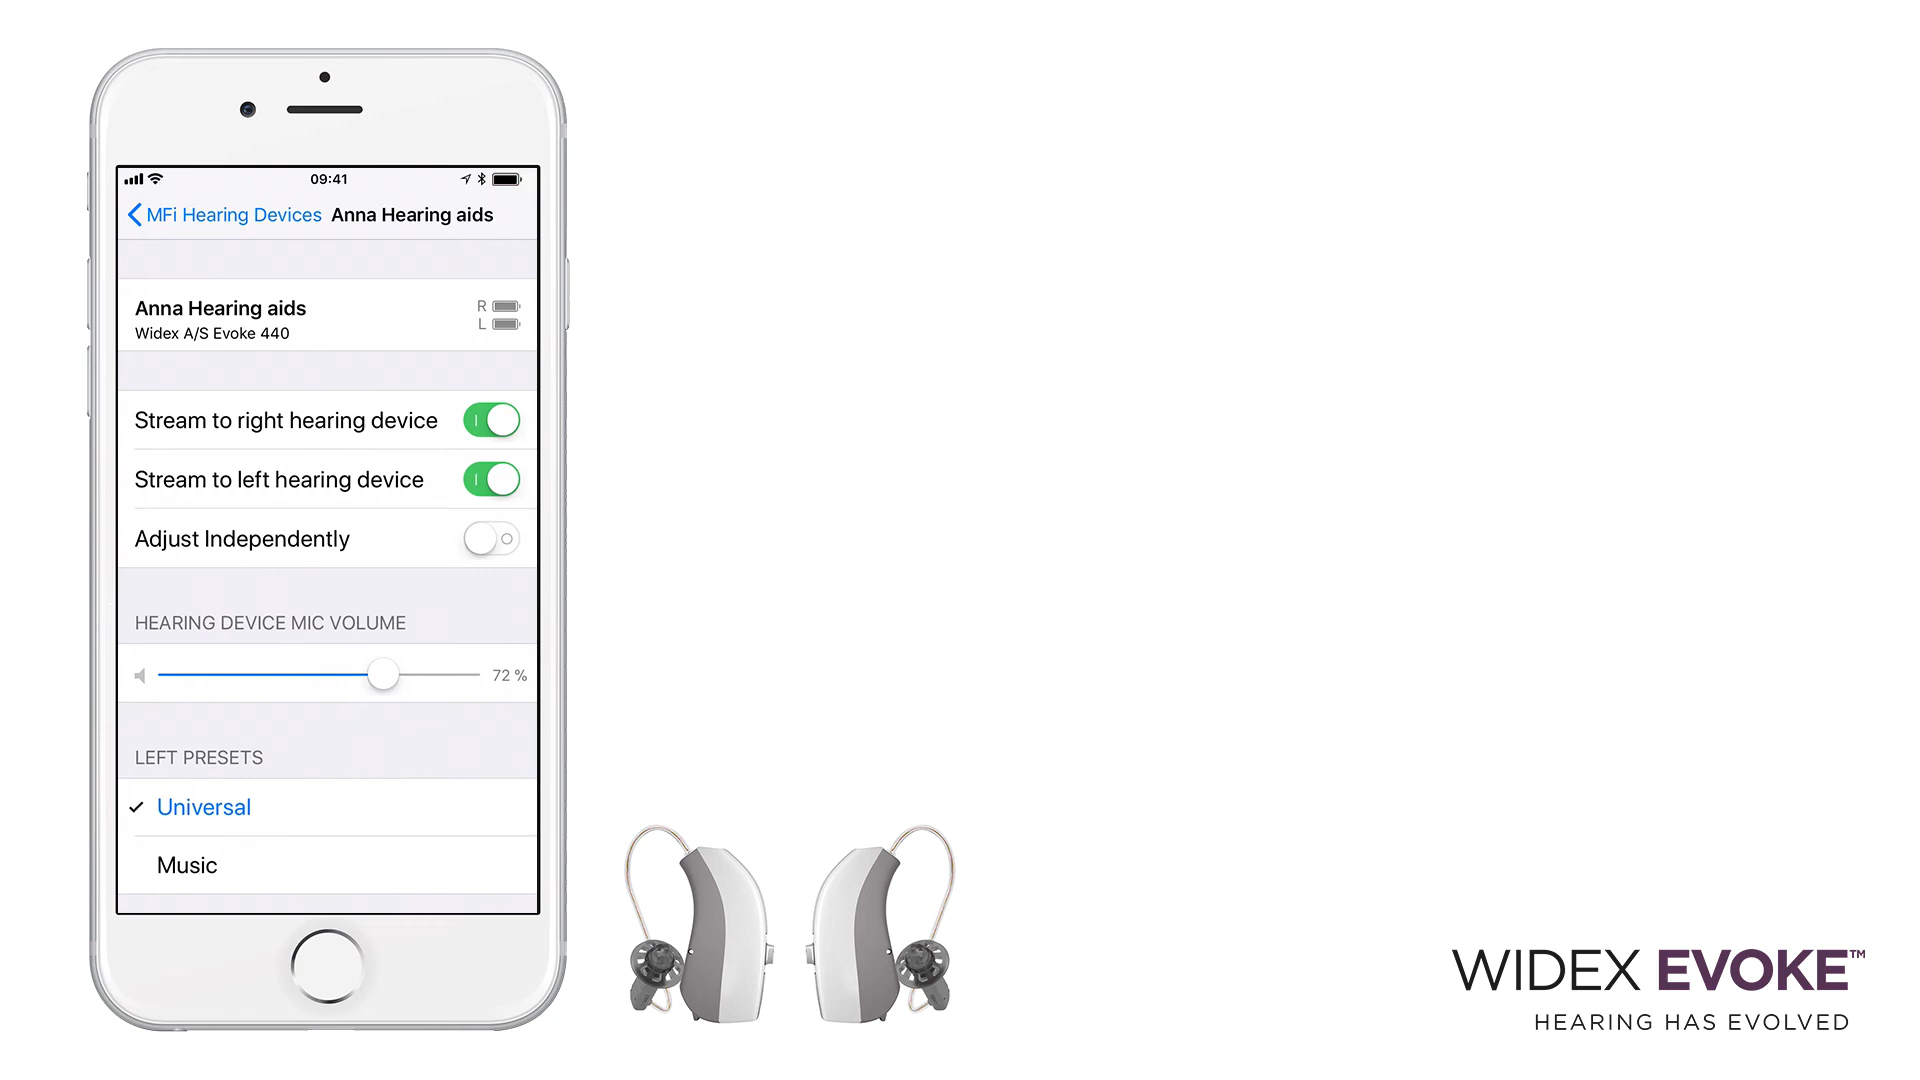 09:41
MFi Hearing Devices Anna Hearing aids
Anna Hearing aids
R
Widex A/S Evoke 440
L
Stream to right hearing device
Stream to left hearing device
Adjust Independently
HEARING DEVICE MIC VOLUME
72 %
LEFT PRESETS
Universal
Music
WIDEX EVOKE™
HEARING HAS EVOLVED